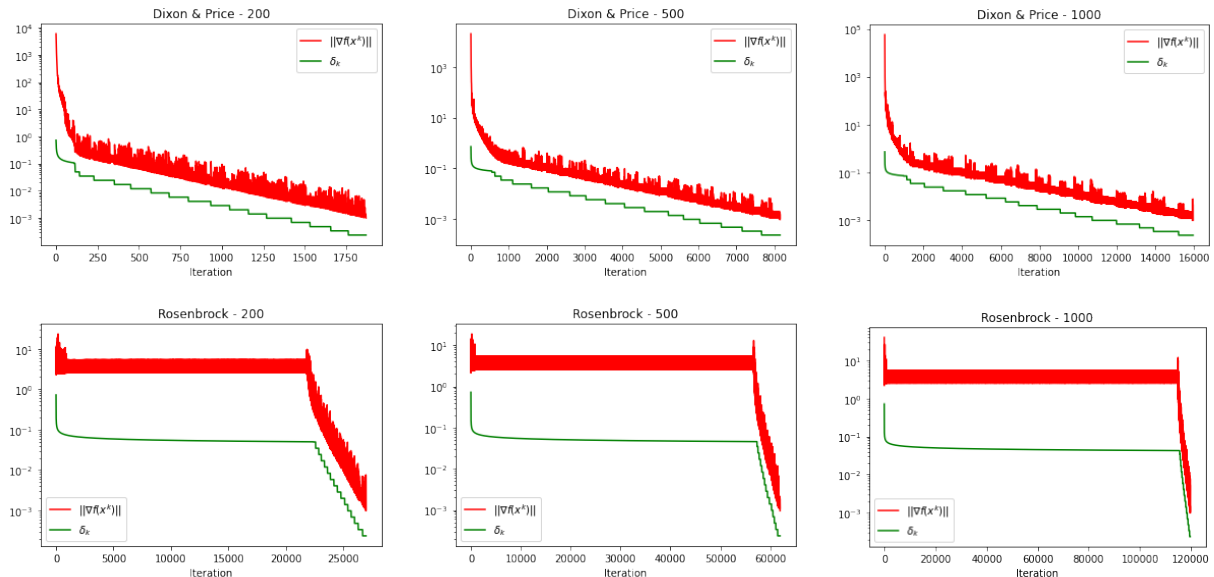 Dixon & Price - 200
10^4
10^3
10^2
10^1
10^0
10^-1
10^-2
10^-3
||∇f(x^k)||
δ_k
0 250 500 750 1000 1250 1500 1750
Iteration
Dixon & Price - 500
10^3
10^1
10^-1
10^-3
||∇f(x^k)||
δ_k
0 1000 2000 3000 4000 5000 6000 7000 8000
Iteration
Dixon & Price - 1000
10^5
10^3
10^1
10^-1
10^-3
||∇f(x^k)||
δ_k
0 2000 4000 6000 8000 10000 12000 14000 16000
Iteration
Rosenbrock - 200
10^1
10^0
10^-1
10^-2
10^-3
||∇f(x^k)||
δ_k
0 5000 10000 15000 20000 25000
Iteration
Rosenbrock - 500
10^1
10^0
10^-1
10^-2
10^-3
||∇f(x^k)||
δ_k
0 10000 20000 30000 40000 50000 60000
Iteration
Rosenbrock - 1000
10^1
10^0
10^-1
10^-2
10^-3
||∇f(x^k)||
δ_k
0 20000 40000 60000 80000 100000 120000
Iteration